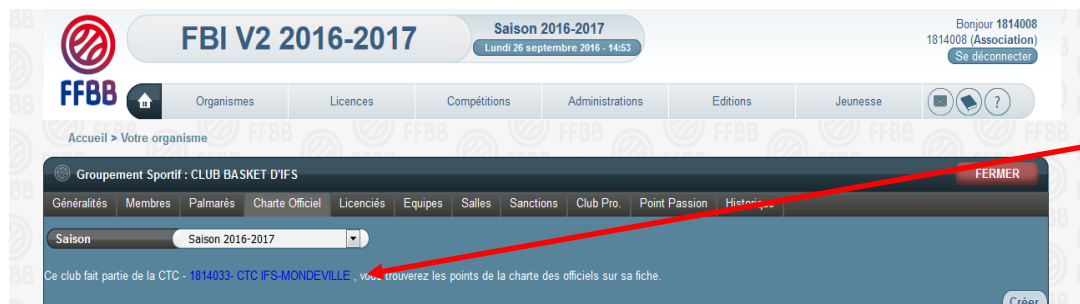 FBI V2 2016-2017
Saison 2016-2017
Lundi 26 septembre 2016 - 14:53
Bonjour 1814008
1814008 (Association)
Se déconnecter
FFBB
Organismes Licences Compétitions Administrations Editions Jeunesse ?
Accueil > Votre organisme
Groupement Sportif : CLUB BASKET D'IFS FERMER
Généralités Membres Palmarès Charte Officiel Licenciés Equipes Salles Sanctions Club Pro. Point Passion Historique
Saison Saison 2016-2017
Ce club fait partie de la CTC - 1814033- CTC IFS-MONDEVILLE , vous trouverez les points de la charte des officiels sur sa fiche.
Créer